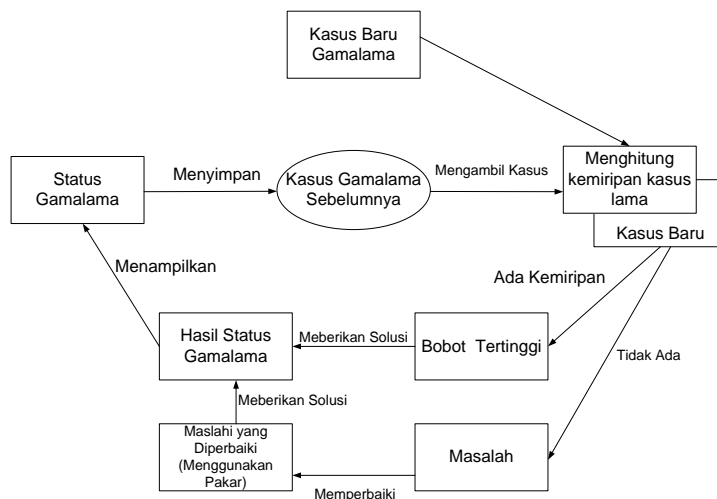 Kasus Baru
Gamalama
Menghitung
kemiripan kasus
lama
Kasus Baru
Mengambil Kasus
Kasus Gamalama
Sebelumnya
Menyimpan
Status
Gamalama
Menampilkan
Ada Kemiripan
Tidak Ada
Hasil Status
Gamalama
Meberikan Solusi
Bobot Tertinggi
Meberikan Solusi
Maslahi yang
Diperbaiki
(Menggunakan
Pakar)
Memperbaiki
Masalah